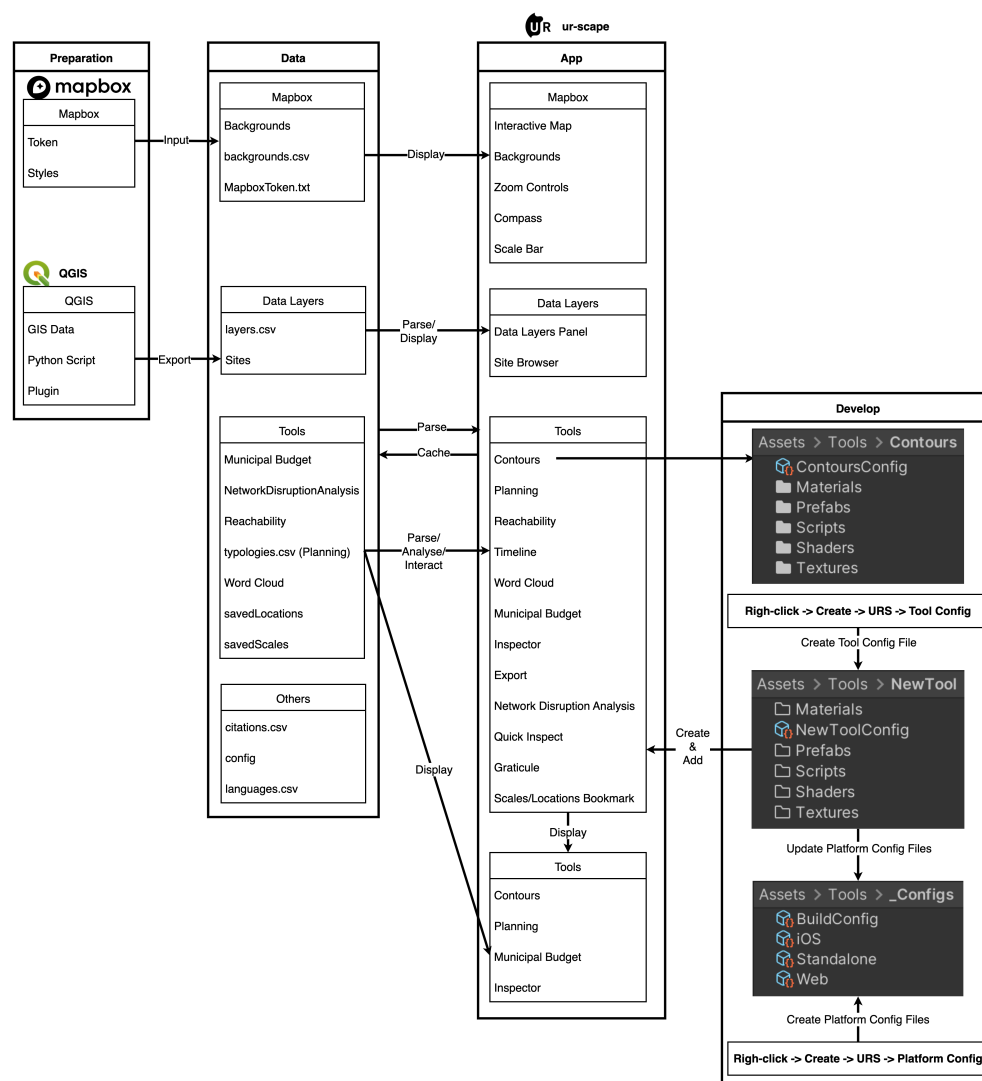 UR ur-scape
Preparation
mapbox
Mapbox
Token
Styles
QGIS
QGIS
GIS Data
Python Script
Plugin
Input
Export
Data
Mapbox
Backgrounds
backgrounds.csv
MapboxToken.txt
Data Layers
layers.csv
Sites
Tools
Municipal Budget
NetworkDisruptionAnalysis
Reachability
typologies.csv (Planning)
Word Cloud
savedLocations
savedScales
Others
citations.csv
config
languages.csv
Display
Parse/
Display
Parse
Cache
Parse/
Analyse/
Interact
Display
App
Mapbox
Interactive Map
Backgrounds
Zoom Controls
Compass
Scale Bar
Data Layers
Data Layers Panel
Site Browser
Tools
Contours
Planning
Reachability
Timeline
Word Cloud
Municipal Budget
Inspector
Export
Network Disruption Analysis
Quick Inspect
Graticule
Scales/Locations Bookmark
Display
Tools
Contours
Planning
Municipal Budget
Inspector
Create
&
Add
Develop
Assets > Tools > Contours
ContoursConfig
Materials
Prefabs
Scripts
Shaders
Textures
Righ-click -> Create -> URS -> Tool Config
Create Tool Config File
Assets > Tools > NewTool
Materials
NewToolConfig
Prefabs
Scripts
Shaders
Textures
Update Platform Config Files
Assets > Tools > _Configs
BuildConfig
iOS
Standalone
Web
Create Platform Config Files
Righ-click -> Create -> URS -> Platform Config